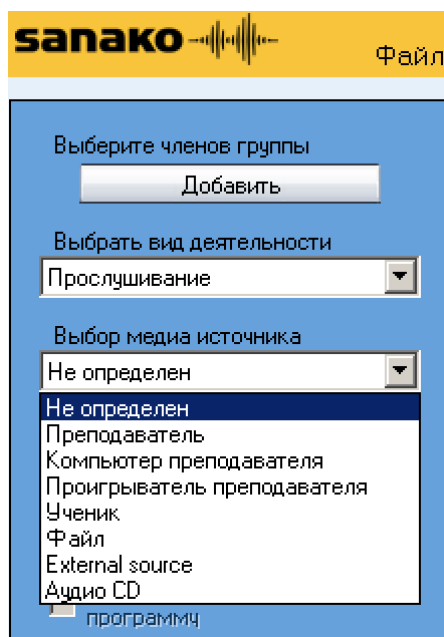 sanako
Файл
Выберите членов группы
Добавить
Выбрать вид деятельности
Прослушивание
Выбор медиа источника
Не определен
Не определен
Преподаватель
Компьютер преподавателя
Проигрыватель преподавателя
Ученик
Файл
External source
Аудио CD
программу